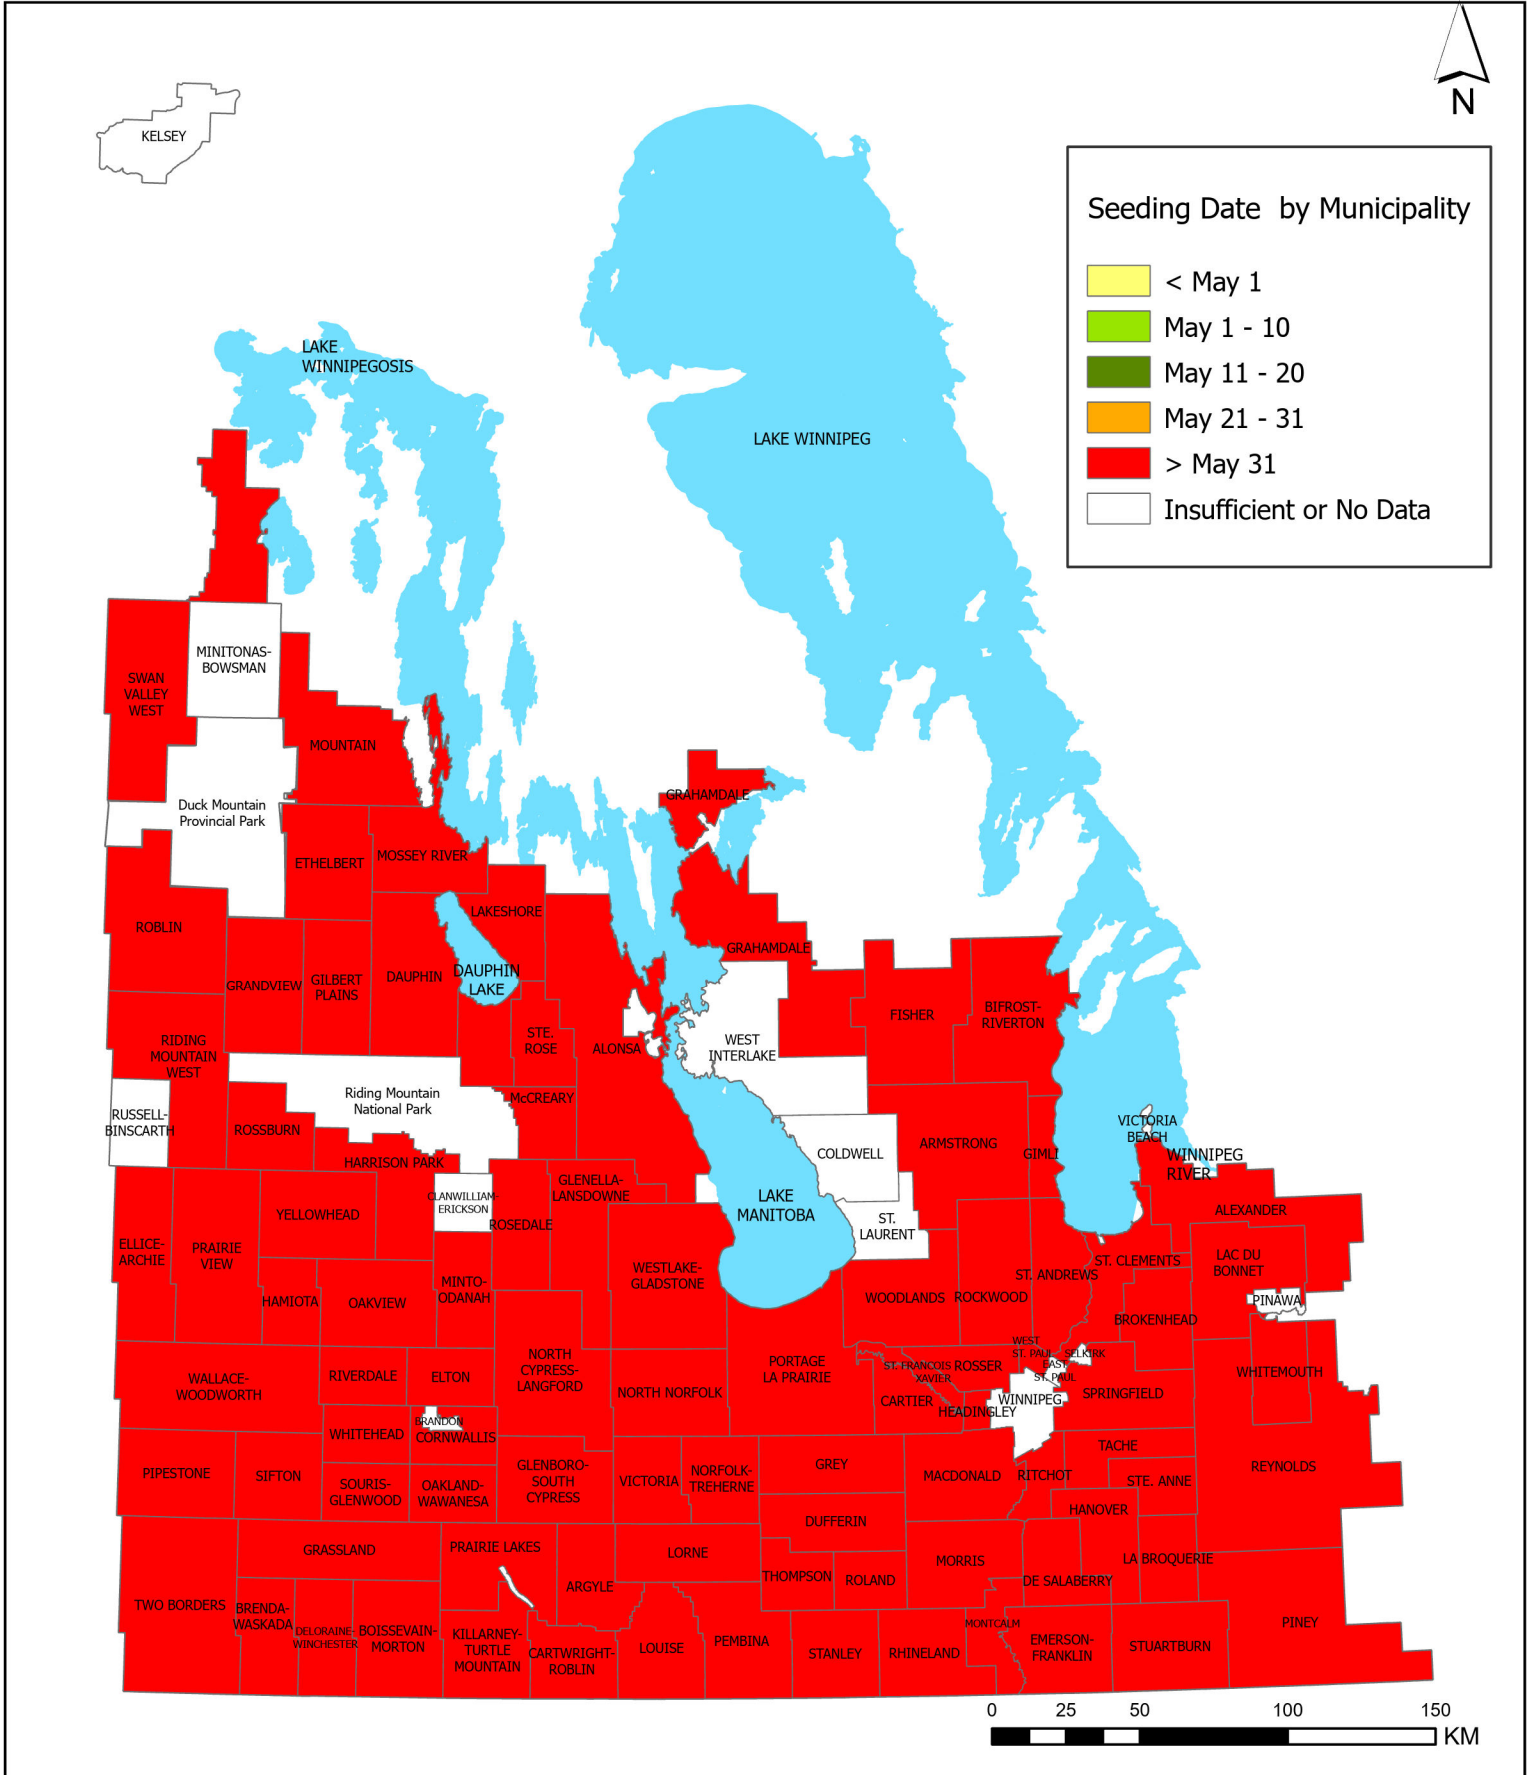 N
KELSEY
Seeding Date by Municipality
< May 1
May 1 - 10
May 11 - 20
May 21 - 31
> May 31
Insufficient or No Data
LAKE
WINNIPEGOSIS
LAKE WINNIPEG
MINITONAS-
BOWSMAN
SWAN
VALLEY
WEST
MOUNTAIN
Duck Mountain
Provincial Park
GRAHAMDALE
ETHELBERT
MOSSEY RIVER
LAKESHORE
ROBLIN
GRAHAMDALE
GRANDVIEW
GILBERT
PLAINS
DAUPHIN
DAUPHIN
LAKE
FISHER
BIFROST-
RIVERTON
STE.
ROSE
ALONSA
WEST
INTERLAKE
RIDING
MOUNTAIN
WEST
Riding Mountain
National Park
McCREARY
RUSSELL-
BINSCARTH
ROSSBURN
HARRISON PARK
VICTORIA
BEACH
ARMSTRONG
GIMLI
COLDWELL
WINNIPEG
RIVER
GLENELLA-
LANSDOWNE
CLANWILLIAM-
ERICKSON
ROSEDALE
LAKE
MANITOBA
ST.
LAURENT
ALEXANDER
YELLOWHEAD
ELLICE-
ARCHIE
PRAIRIE
VIEW
ST. CLEMENTS
LAC DU
BONNET
WESTLAKE-
GLADSTONE
ST. ANDREWS
MINTO-
ODANAH
HAMIOTA
OAKVIEW
WOODLANDS
ROCKWOOD
PINAWA
BROKENHEAD
WEST
ST. PAUL
SELKIRK
EAST
ST. PAUL
NORTH
CYPRESS-
LANGFORD
PORTAGE
LA PRAIRIE
ST. FRANCOIS
XAVIER
ROSSER
WHITEMOUTH
WALLACE-
WOODWORTH
RIVERDALE
ELTON
NORTH NORFOLK
CARTIER
HEADINGLEY
WINNIPEG
SPRINGFIELD
BRANDON
CORNWALLIS
WHITEHEAD
TACHE
PIPESTONE
SIFTON
SOURIS-
GLENWOOD
OAKLAND-
WAWANESA
GLENBORO-
SOUTH
CYPRESS
VICTORIA
NORFOLK-
TREHERNE
GREY
MACDONALD
RITCHOT
STE. ANNE
REYNOLDS
HANOVER
DUFFERIN
GRASSLAND
PRAIRIE LAKES
LORNE
MORRIS
LA BROQUERIE
ARGYLE
THOMPSON
ROLAND
DE SALABERRY
TWO BORDERS
BRENDA-
WASKADA
DELORAINE-
WINCHESTER
BOISSEVAIN-
MORTON
KILLARNEY-
TURTLE
MOUNTAIN
CARTWRIGHT-
ROBLIN
LOUISE
PEMBINA
STANLEY
RHINELAND
MONTCALM
EMERSON-
FRANKLIN
STUARTBURN
PINEY
0 25 50 100 150
KM